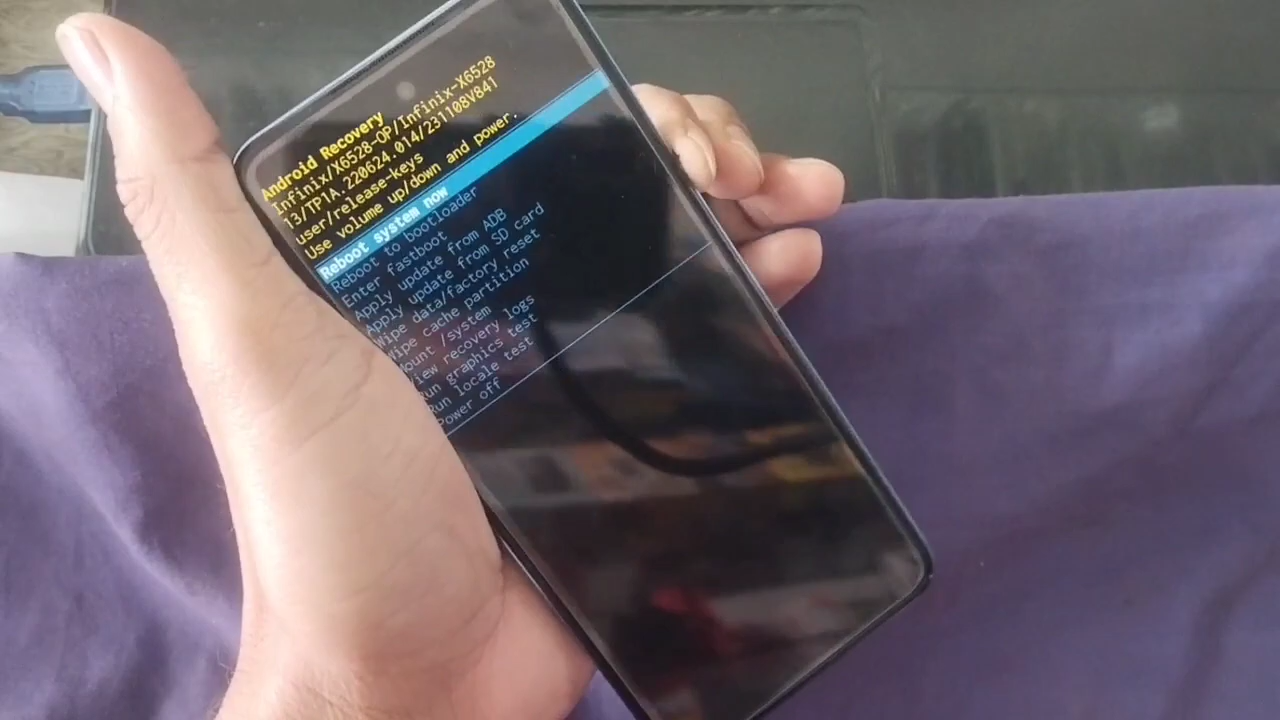 Android Recovery
Infinix/X6528-OP/Infinix-X6528
13/TP1A.220624.014/231108V841
user/release-keys
Use volume up/down and power.
Reboot system now
Reboot to bootloader
Enter fastboot
Apply update from ADB
Apply update from SD card
Wipe data/factory reset
Wipe cache partition
Mount /system
View recovery logs
Run graphics test
Run locale test
Power off